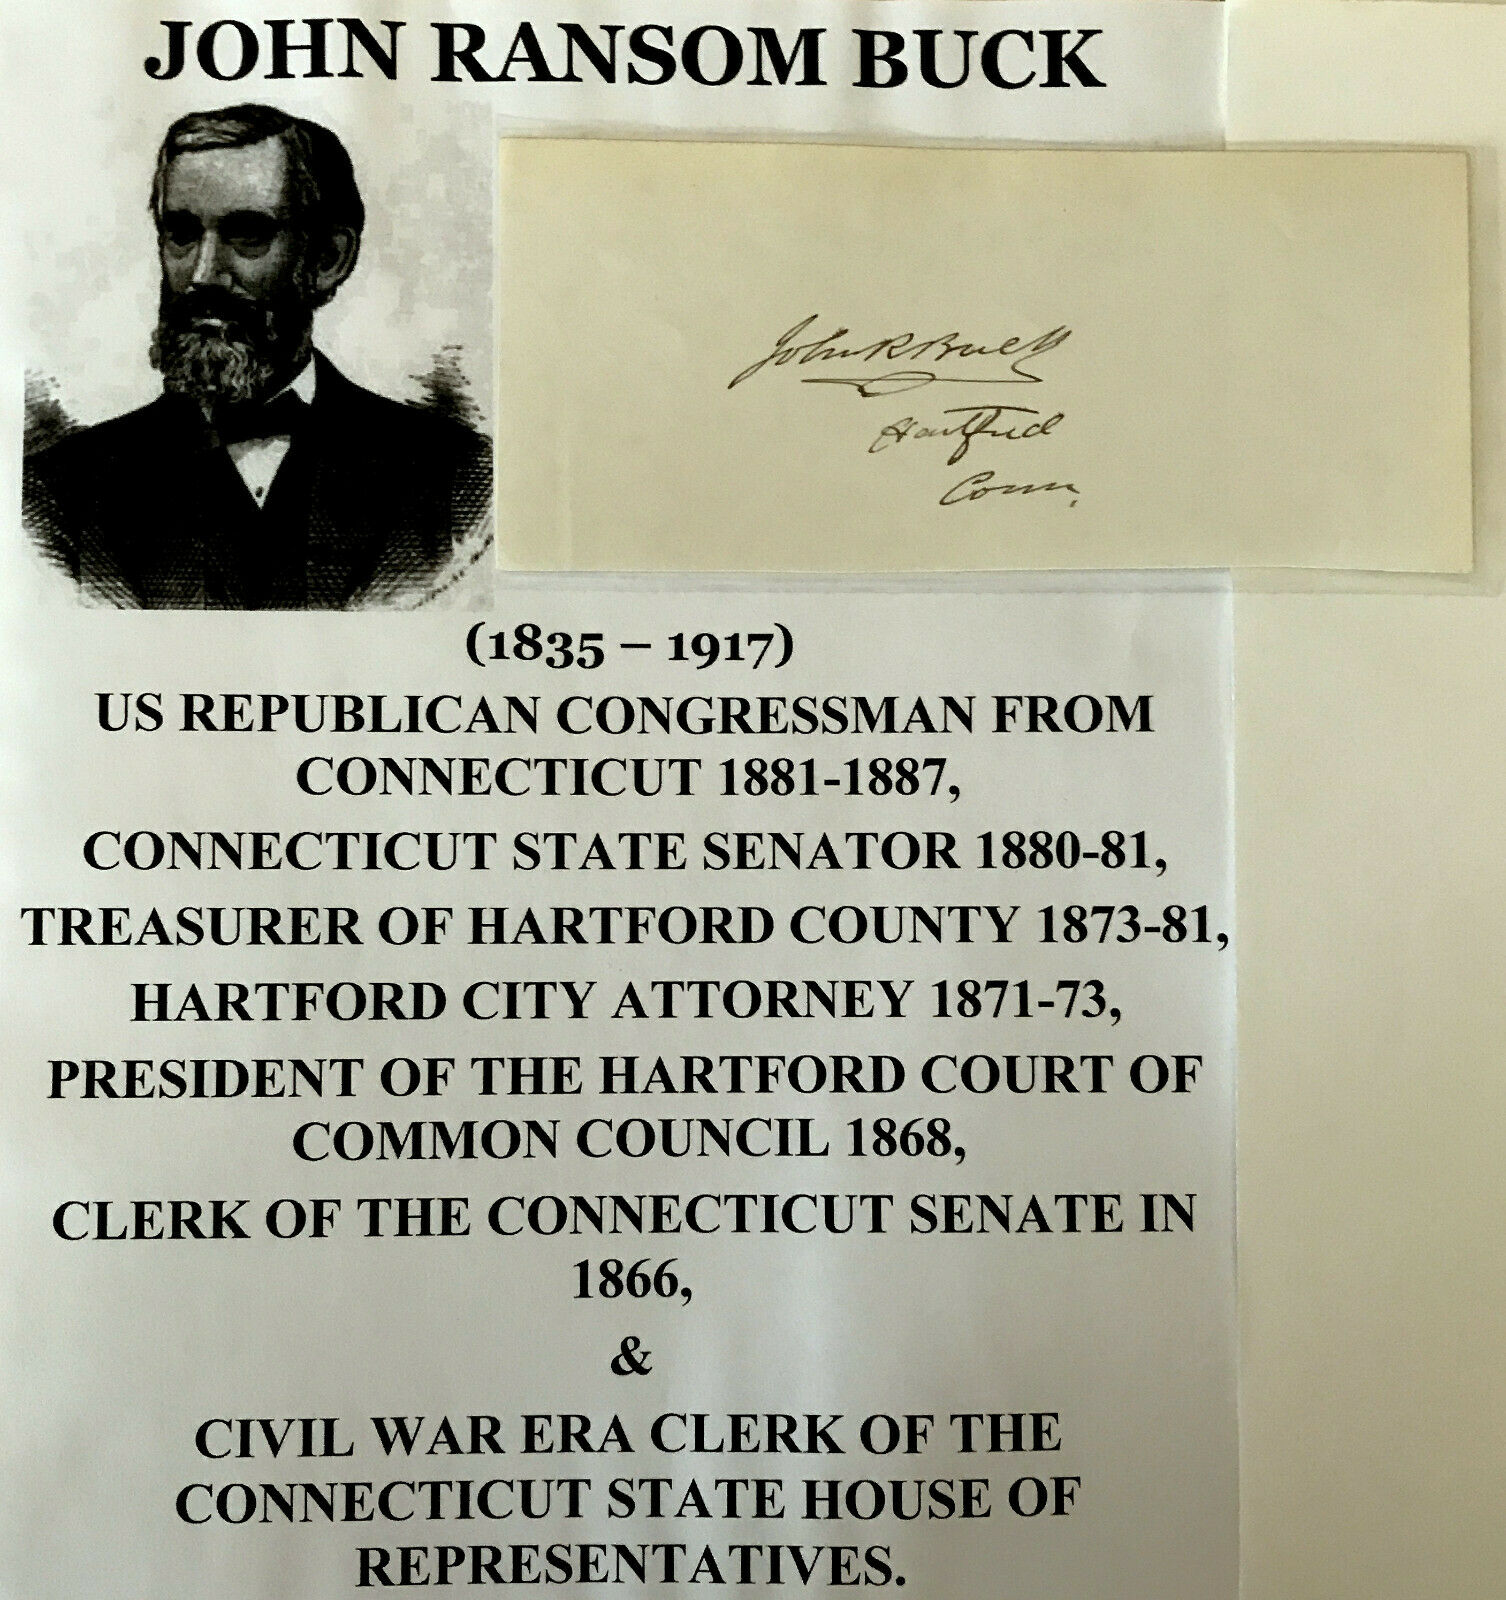 JOHN RANSOM BUCK
John R Buck
Hartford
Conn.
(1835 – 1917)
US REPUBLICAN CONGRESSMAN FROM
CONNECTICUT 1881-1887,
CONNECTICUT STATE SENATOR 1880-81,
TREASURER OF HARTFORD COUNTY 1873-81,
HARTFORD CITY ATTORNEY 1871-73,
PRESIDENT OF THE HARTFORD COURT OF
COMMON COUNCIL 1868,
CLERK OF THE CONNECTICUT SENATE IN
1866,
&
CIVIL WAR ERA CLERK OF THE
CONNECTICUT STATE HOUSE OF
REPRESENTATIVES.